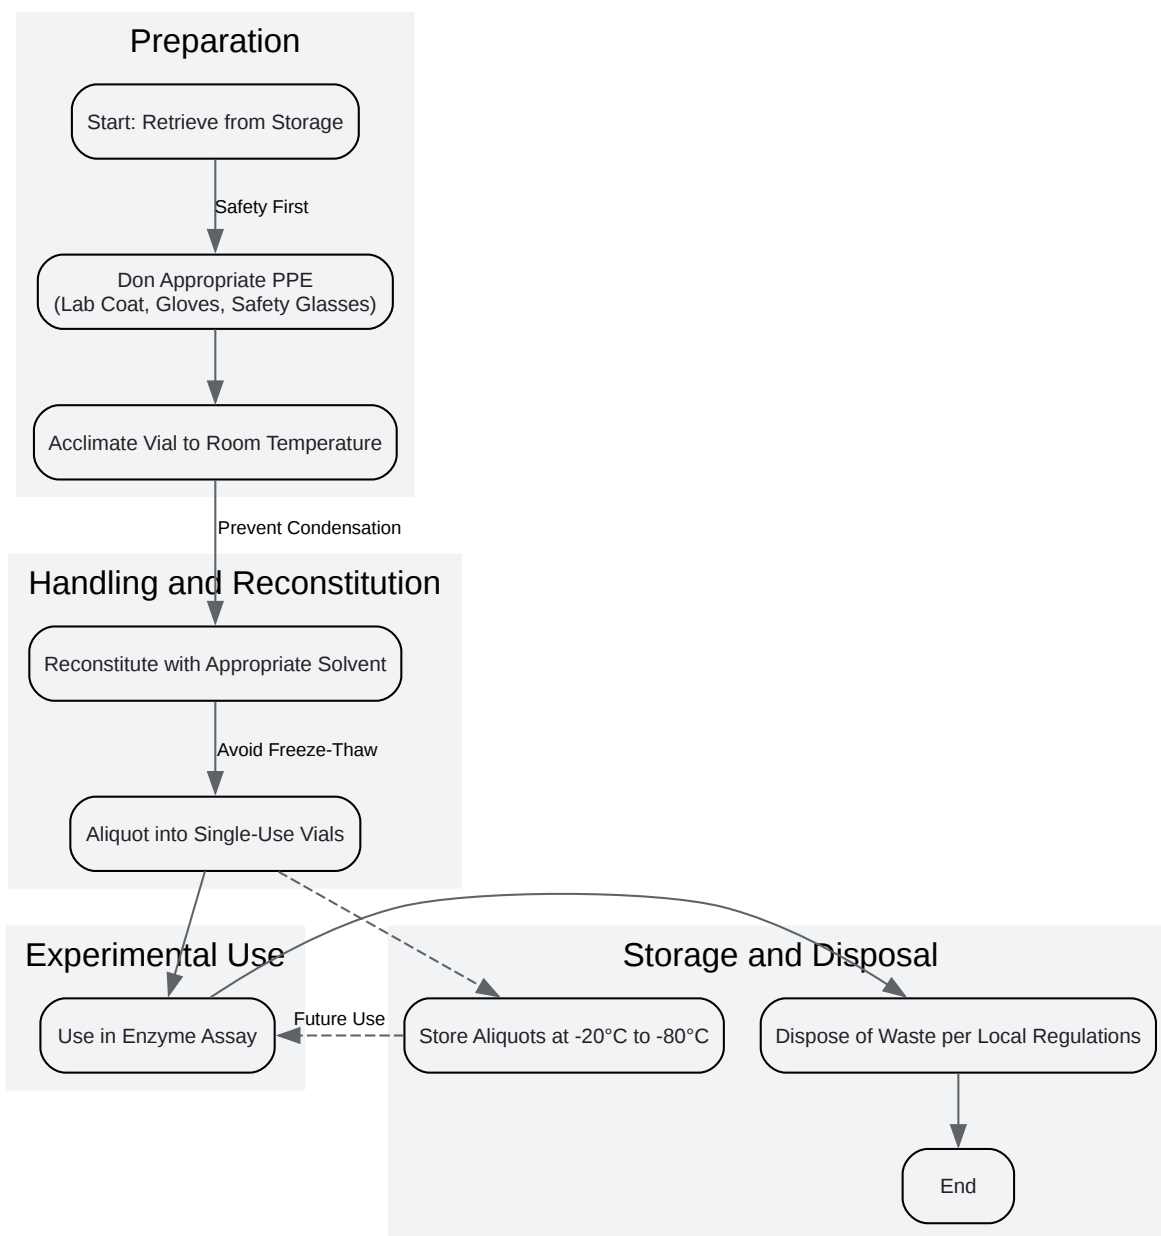 Preparation
Start: Retrieve from Storage
Safety First
Don Appropriate PPE
(Lab Coat, Gloves, Safety Glasses)
Acclimate Vial to Room Temperature
Prevent Condensation
Handling and Reconstitution
Reconstitute with Appropriate Solvent
Avoid Freeze-Thaw
Aliquot into Single-Use Vials
Experimental Use
Storage and Disposal
Use in Enzyme Assay
Future Use
Store Aliquots at -20°C to -80°C
Dispose of Waste per Local Regulations
End